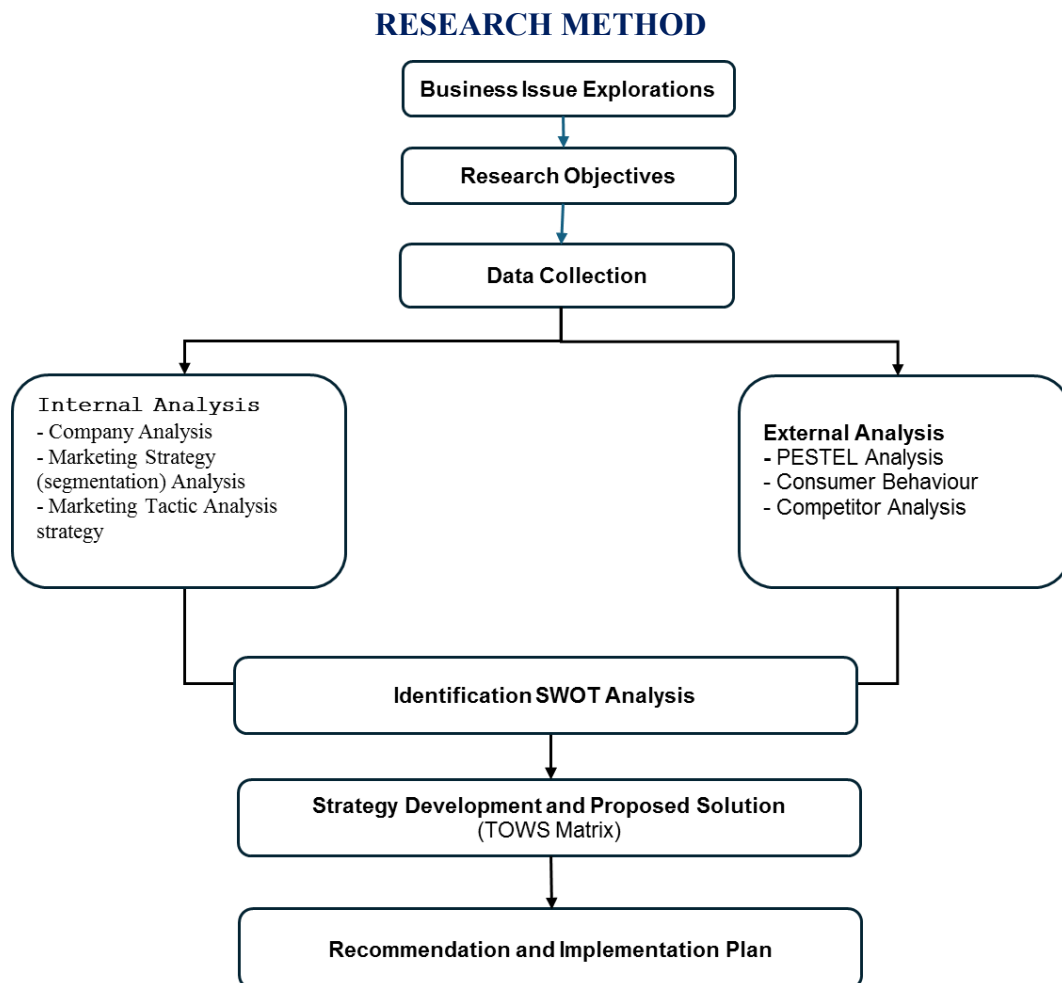 RESEARCH METHOD
Business Issue Explorations
Research Objectives
Data Collection
Internal Analysis
- Company Analysis
- Marketing Strategy
(segmentation) Analysis
- Marketing Tactic Analysis
strategy
External Analysis
- PESTEL Analysis
- Consumer Behaviour
- Competitor Analysis
Identification SWOT Analysis
Strategy Development and Proposed Solution
(TOWS Matrix)
Recommendation and Implementation Plan